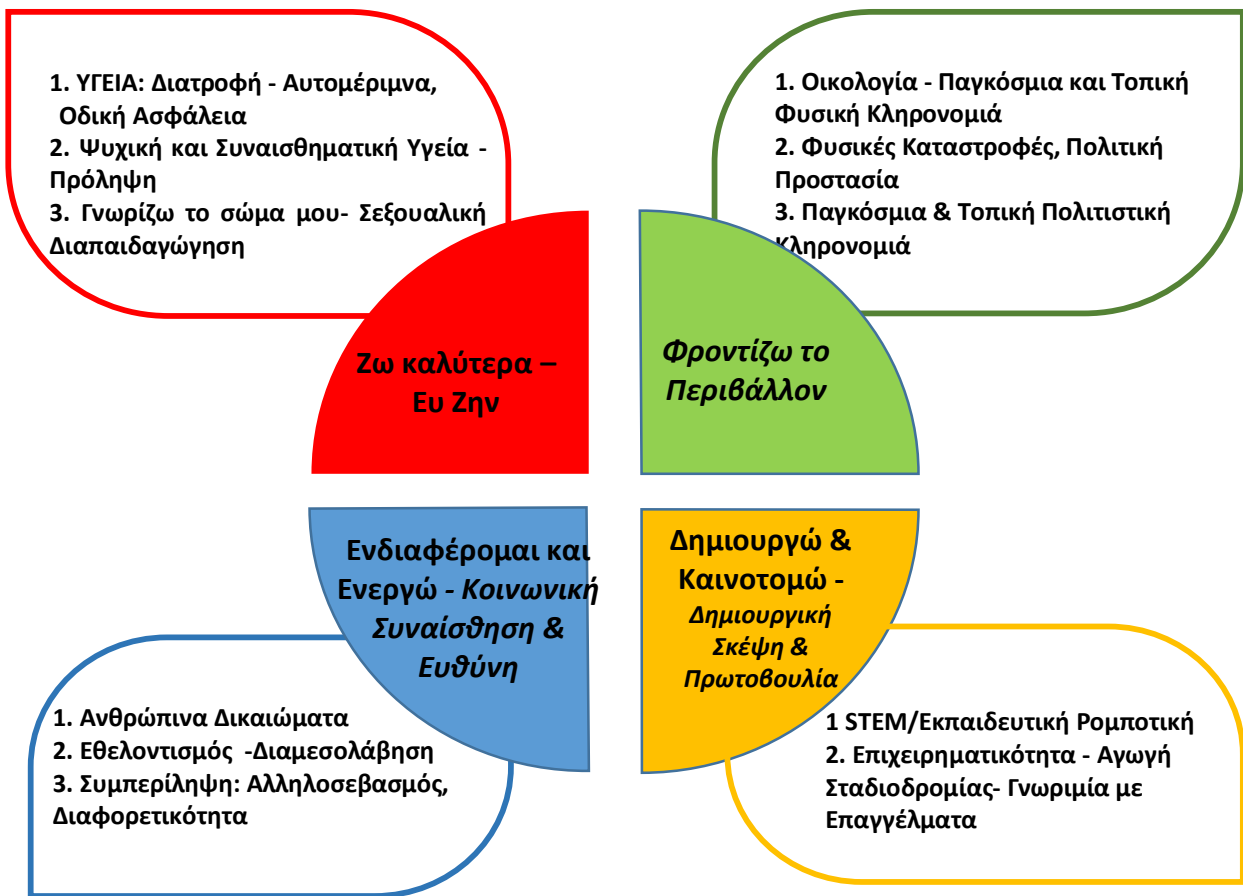 1. ΥΓΕΙΑ: Διατροφή - Αυτομέριμνα,
Οδική Ασφάλεια
2. Ψυχική και Συναισθηματική Υγεία -
Πρόληψη
3. Γνωρίζω το σώμα μου- Σεξουαλική
Διαπαιδαγώγηση
1. Οικολογία - Παγκόσμια και Τοπική
Φυσική Κληρονομιά
2. Φυσικές Καταστροφές, Πολιτική
Προστασία
3. Παγκόσμια & Τοπική Πολιτιστική
Κληρονομιά
Ζω καλύτερα –
Ευ Ζην
Φροντίζω το
Περιβάλλον
Ενδιαφέρομαι και
Ενεργώ - Κοινωνική
Συναίσθηση &
Ευθύνη
Δημιουργώ &
Καινοτομώ -
Δημιουργική
Σκέψη &
Πρωτοβουλία
1. Ανθρώπινα Δικαιώματα
2. Εθελοντισμός -Διαμεσολάβηση
3. Συμπερίληψη: Αλληλοσεβασμός,
Διαφορετικότητα
1 STEM/Εκπαιδευτική Ρομποτική
2. Επιχειρηματικότητα - Αγωγή
Σταδιοδρομίας- Γνωριμία με
Επαγγέλματα